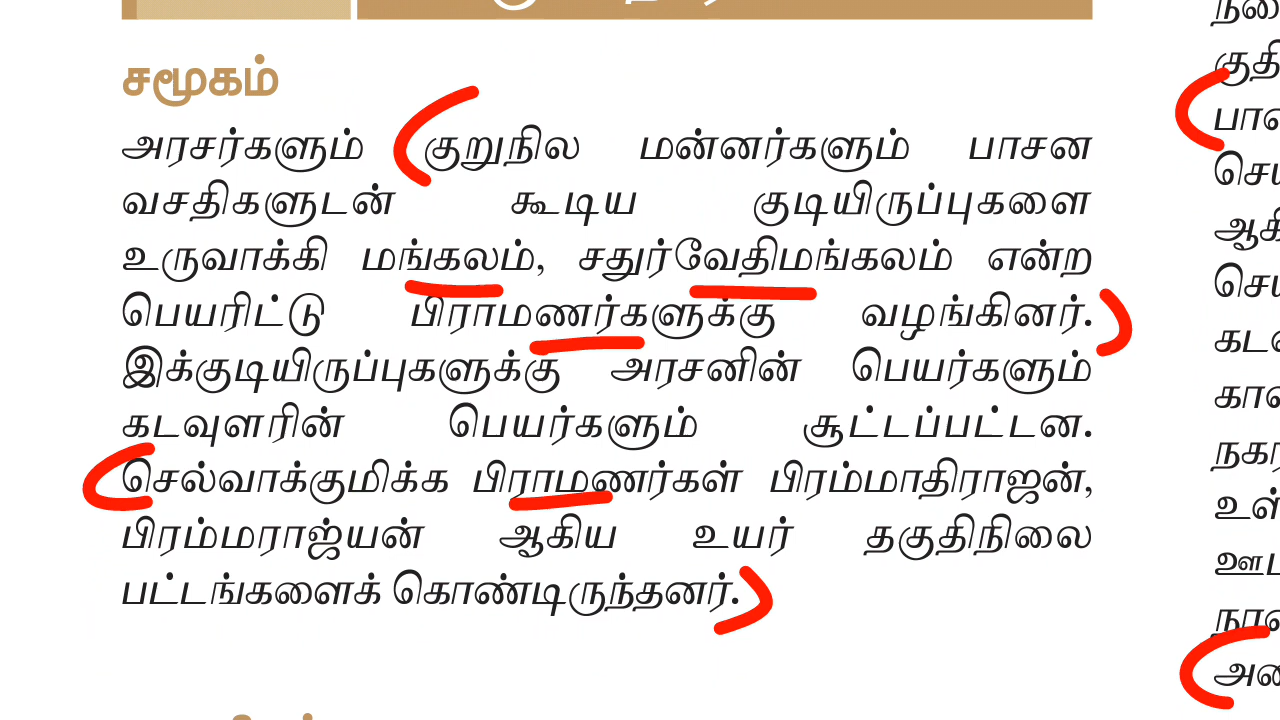 சமூகம்
அரசர்களும் குறுநில மன்னர்களும் பாசன
வசதிகளுடன் கூடிய குடியிருப்புகளை
உருவாக்கி மங்கலம், சதுர்வேதிமங்கலம் என்ற
பெயரிட்டு பிராமணர்களுக்கு வழங்கினர்.
இக்குடியிருப்புகளுக்கு அரசனின் பெயர்களும்
கடவுளரின் பெயர்களும் சூட்டப்பட்டன.
செல்வாக்குமிக்க பிராமணர்கள் பிரம்மாதிராஜன்,
பிரம்மராஜ்யன் ஆகிய உயர் தகுதிநிலை
பட்டங்களைக் கொண்டிருந்தனர்.